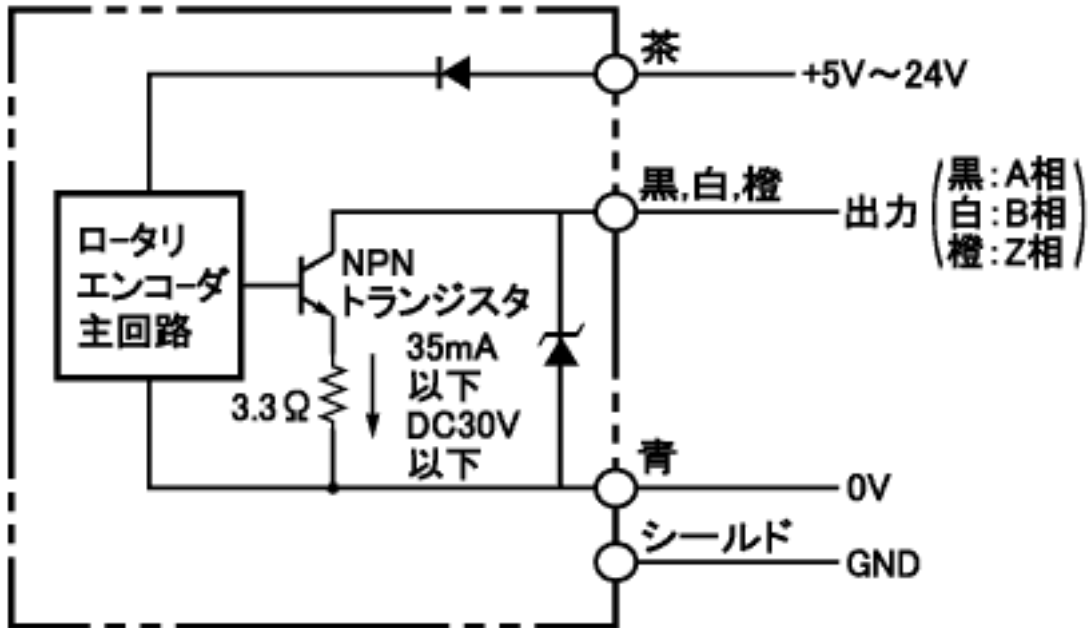 茶
+5V～24V
黒,白,橙
出力
黒:A相
白:B相
橙:Z相
ロータリ
エンコーダ
主回路
NPN
トランジスタ
35mA
以下
DC30V
以下
3.3Ω
青
0V
シールド
GND